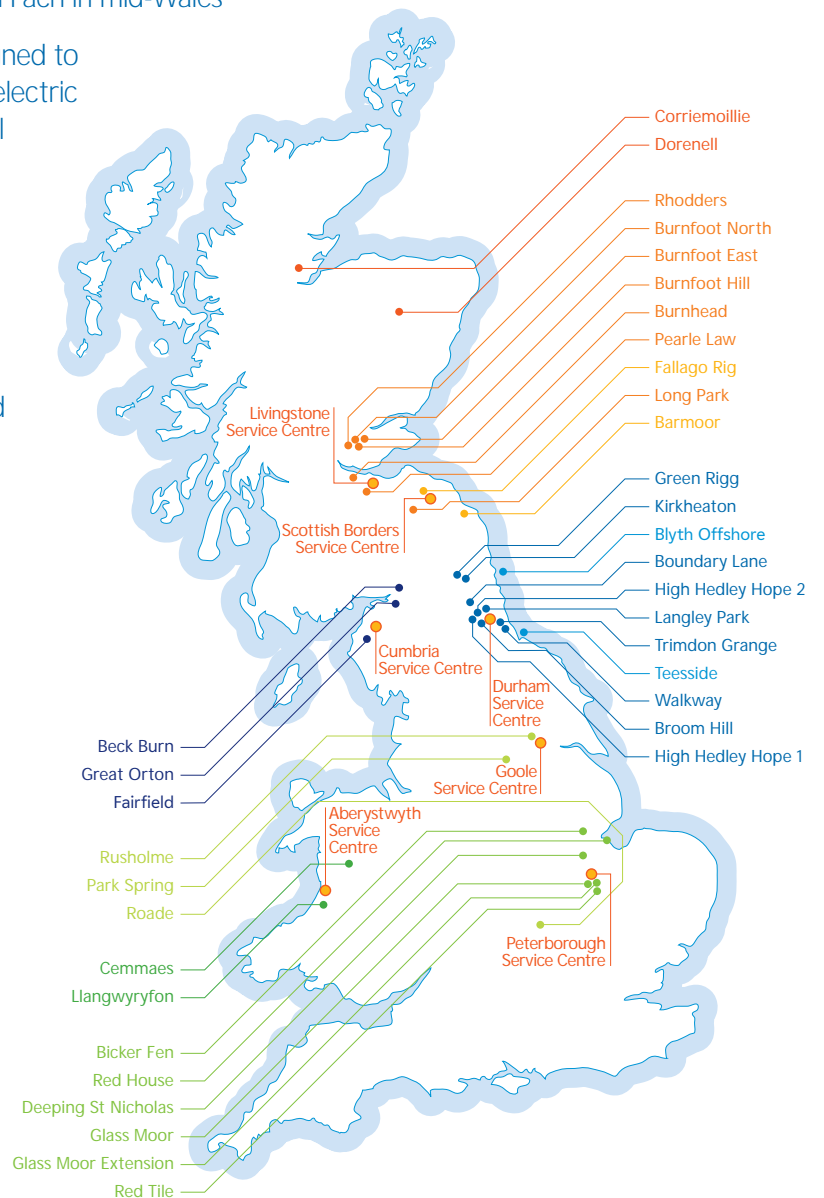 in mid-Wales
ned to
electric
Corriemoillie
Dorenell
Rhodders
Burnfoot North
Burnfoot East
Burnfoot Hill
Burnhead
Pearle Law
Fallago Rig
Long Park
Barmoor
Livingstone
Service Centre
Scottish Borders
Service Centre
Green Rigg
Kirkheaton
Blyth Offshore
Boundary Lane
High Hedley Hope 2
Langley Park
Trimdon Grange
Teesside
Walkway
Broom Hill
High Hedley Hope 1
Cumbria
Service Centre
Durham
Service
Centre
Beck Burn
Great Orton
Fairfield
Goole
Service Centre
Aberystwyth
Service
Centre
Rusholme
Park Spring
Roade
Cemmaes
Llangwyryfon
Peterborough
Service Centre
Bicker Fen
Red House
Deeping St Nicholas
Glass Moor
Glass Moor Extension
Red Tile